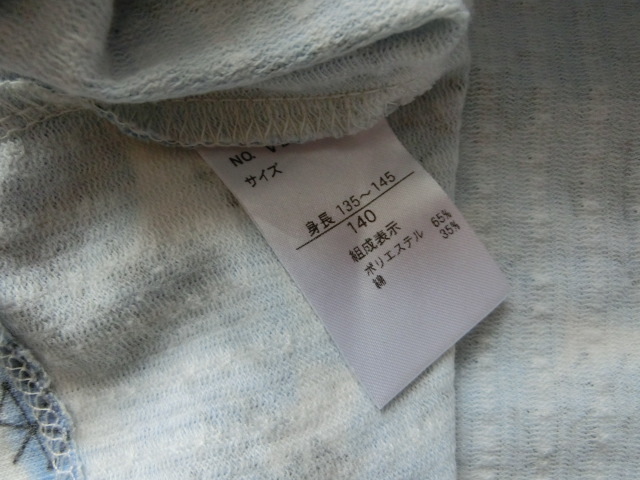 NO.
サイズ
身長 135～145
140
組成表示
ポリエステル 65%
綿 35%